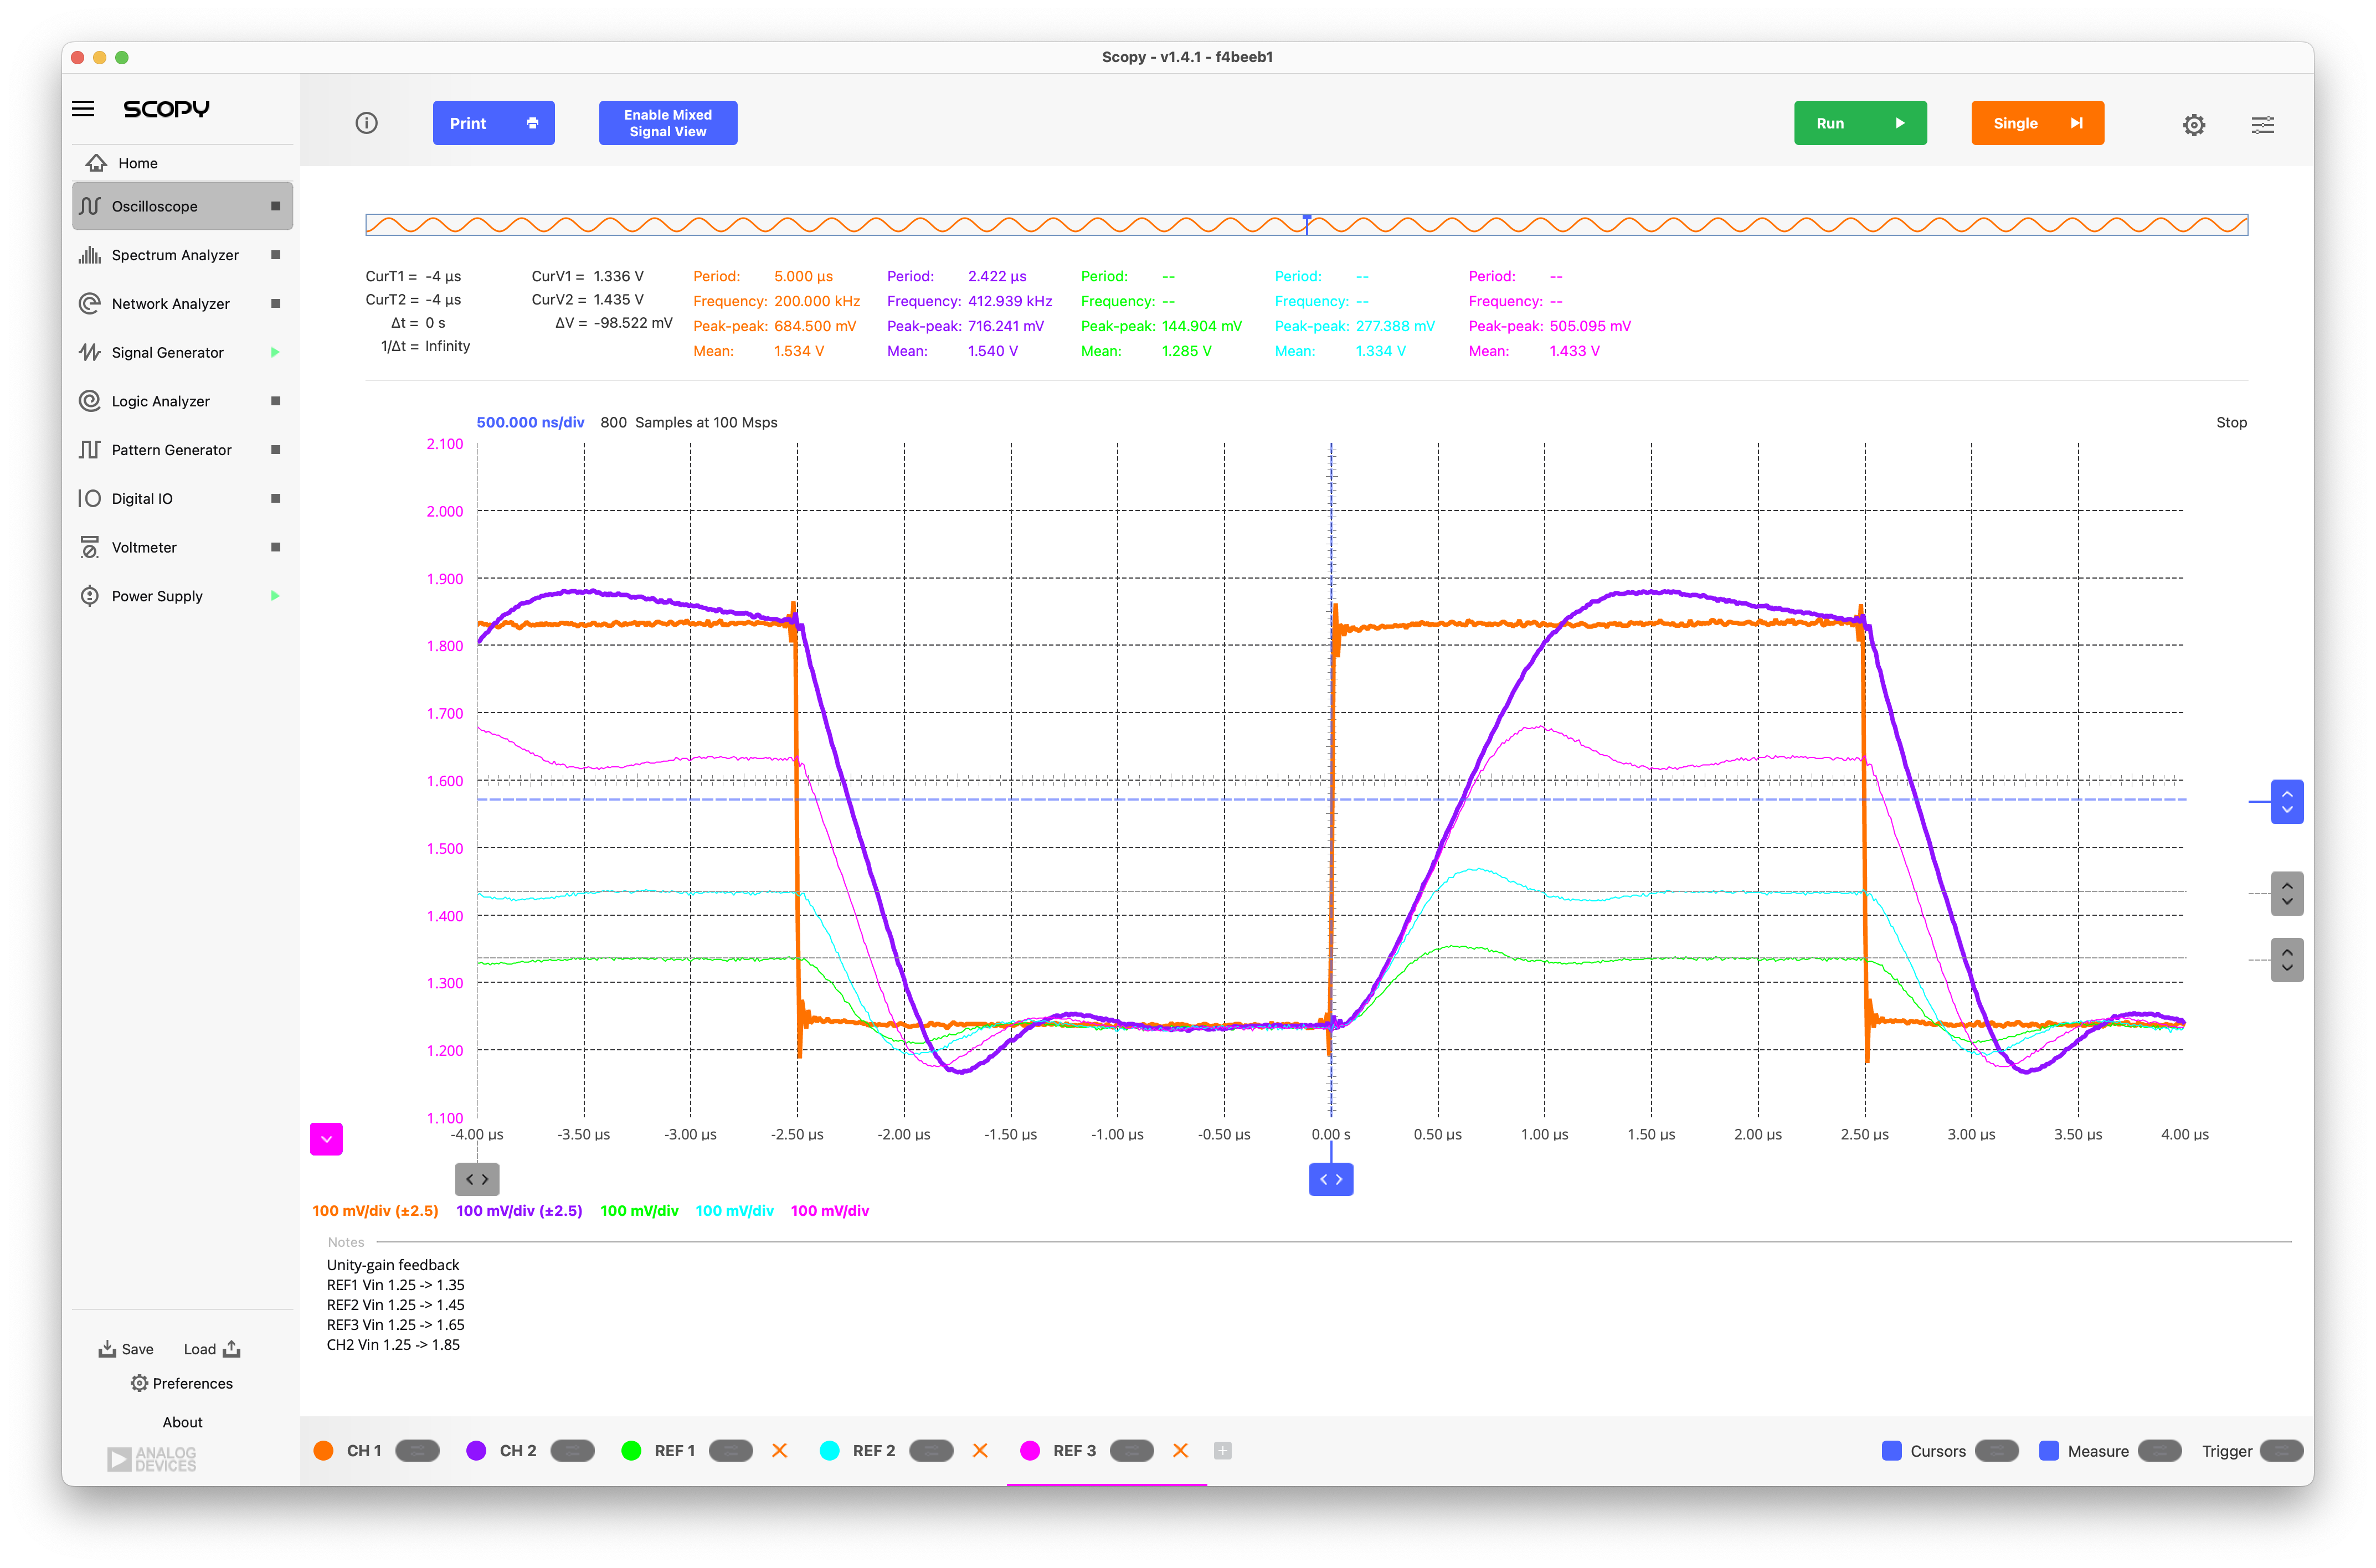 Scopy - v1.4.1 - f4beeb1
SCOPY
Print
Enable Mixed
Signal View
Run
Single
Home
Oscilloscope
Spectrum Analyzer
Network Analyzer
Signal Generator
Logic Analyzer
Pattern Generator
Digital IO
Voltmeter
Power Supply
Save Load
Preferences
About
ANALOG
DEVICES
CurT1 = -4 µs
CurT2 = -4 µs
Δt = 0 s
1/Δt = Infinity
CurV1 = 1.336 V
CurV2 = 1.435 V
ΔV = -98.522 mV
Period: 5.000 µs
Frequency: 200.000 kHz
Peak-peak: 684.500 mV
Mean: 1.534 V
Period: 2.422 µs
Frequency: 412.939 kHz
Peak-peak: 716.241 mV
Mean: 1.540 V
Period: --
Frequency: --
Peak-peak: 144.904 mV
Mean: 1.285 V
Period: --
Frequency: --
Peak-peak: 277.388 mV
Mean: 1.334 V
Period: --
Frequency: --
Peak-peak: 505.095 mV
Mean: 1.433 V
500.000 ns/div 800 Samples at 100 Msps Stop
2.100
2.000
1.900
1.800
1.700
1.600
1.500
1.400
1.300
1.200
1.100
-4.00 µs -3.50 µs -3.00 µs -2.50 µs -2.00 µs -1.50 µs -1.00 µs -0.50 µs 0.00 s 0.50 µs 1.00 µs 1.50 µs 2.00 µs 2.50 µs 3.00 µs 3.50 µs 4.00 µs
100 mV/div (±2.5) 100 mV/div (±2.5) 100 mV/div 100 mV/div 100 mV/div
Notes
Unity-gain feedback
REF1 Vin 1.25 -> 1.35
REF2 Vin 1.25 -> 1.45
REF3 Vin 1.25 -> 1.65
CH2 Vin 1.25 -> 1.85
CH 1 CH 2 REF 1 REF 2 REF 3 Cursors Measure Trigger